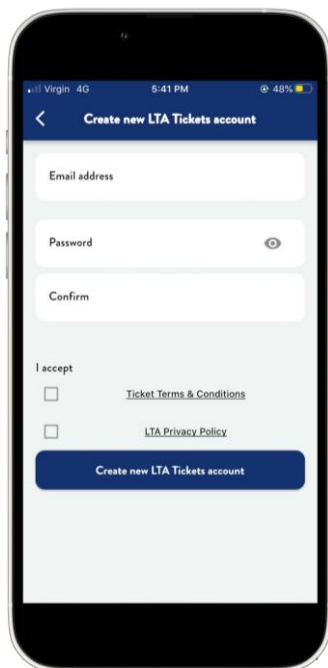 Virgin 4G 5:41 PM 48%
Create new LTA Tickets account
Email address
Password
Confirm
I accept
Ticket Terms & Conditions
LTA Privacy Policy
Create new LTA Tickets account